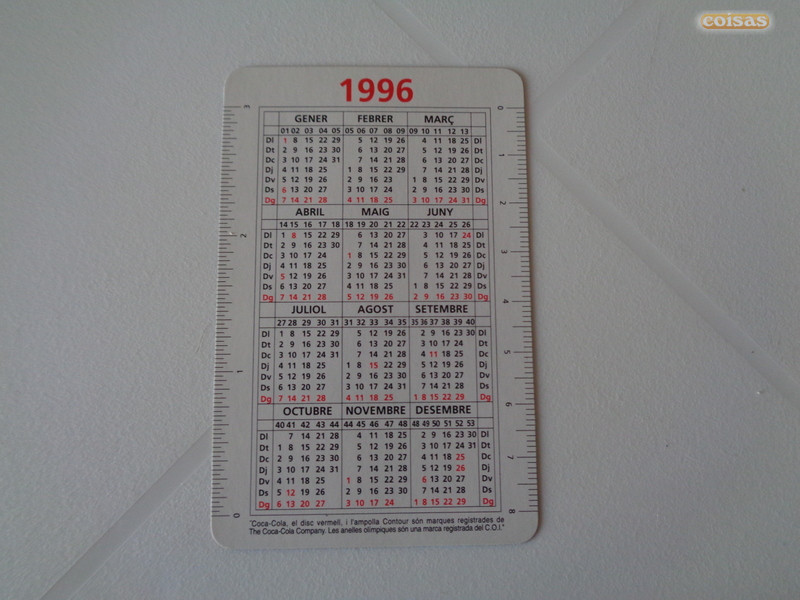 coisas
1996
GENER FEBRER MARÇ
01 02 03 04 05 05 06 07 08 09 09 10 11 12 13
Dl 1 8 15 22 29 5 12 19 26 4 11 18 25 Dl
Dt 2 9 16 23 30 6 13 20 27 5 12 19 26 Dt
Dc 3 10 17 24 31 7 14 21 28 6 13 20 27 Dc
Dj 4 11 18 25 1 8 15 22 29 7 14 21 28 Dj
Dv 5 12 19 26 2 9 16 23 1 8 15 22 29 Dv
Ds 6 13 20 27 3 10 17 24 2 9 16 23 30 Ds
Dg 7 14 21 28 4 11 18 25 3 10 17 24 31 Dg
ABRIL MAIG JUNY
14 15 16 17 18 18 19 20 21 22 22 23 24 25 26
Dl 1 8 15 22 29 6 13 20 27 3 10 17 24 Dl
Dt 2 9 16 23 30 7 14 21 28 4 11 18 25 Dt
Dc 3 10 17 24 1 8 15 22 29 5 12 19 26 Dc
Dj 4 11 18 25 2 9 16 23 30 6 13 20 27 Dj
Dv 5 12 19 26 3 10 17 24 31 7 14 21 28 Dv
Ds 6 13 20 27 4 11 18 25 1 8 15 22 29 Ds
Dg 7 14 21 28 5 12 19 26 2 9 16 23 30 Dg
JULIOL AGOST SETEMBRE
27 28 29 30 31 31 32 33 34 35 35 36 37 38 39 40
Dl 1 8 15 22 29 5 12 19 26 2 9 16 23 30 Dl
Dt 2 9 16 23 30 6 13 20 27 3 10 17 24 Dt
Dc 3 10 17 24 31 7 14 21 28 4 11 18 25 Dc
Dj 4 11 18 25 1 8 15 22 29 5 12 19 26 Dj
Dv 5 12 19 26 2 9 16 23 30 6 13 20 27 Dv
Ds 6 13 20 27 3 10 17 24 31 7 14 21 28 Ds
Dg 7 14 21 28 4 11 18 25 1 8 15 22 29 Dg
OCTUBRE NOVEMBRE DESEMBRE
40 41 42 43 44 44 45 46 47 48 48 49 50 51 52 53
Dl 7 14 21 28 4 11 18 25 2 9 16 23 30 Dl
Dt 1 8 15 22 29 5 12 19 26 3 10 17 24 31 Dt
Dc 2 9 16 23 30 6 13 20 27 4 11 18 25 Dc
Dj 3 10 17 24 31 7 14 21 28 5 12 19 26 Dj
Dv 4 11 18 25 1 8 15 22 29 6 13 20 27 Dv
Ds 5 12 19 26 2 9 16 23 30 7 14 21 28 Ds
Dg 6 13 20 27 3 10 17 24 1 8 15 22 29 Dg
"Coca-Cola, el disc vermell, i l'ampolla Contour són marques registrades de
The Coca-Cola Company. Les anelles olímpiques són una marca registrada del C.O.I."
3
2
1
0
0
1
2
3
4
5
6
7
8